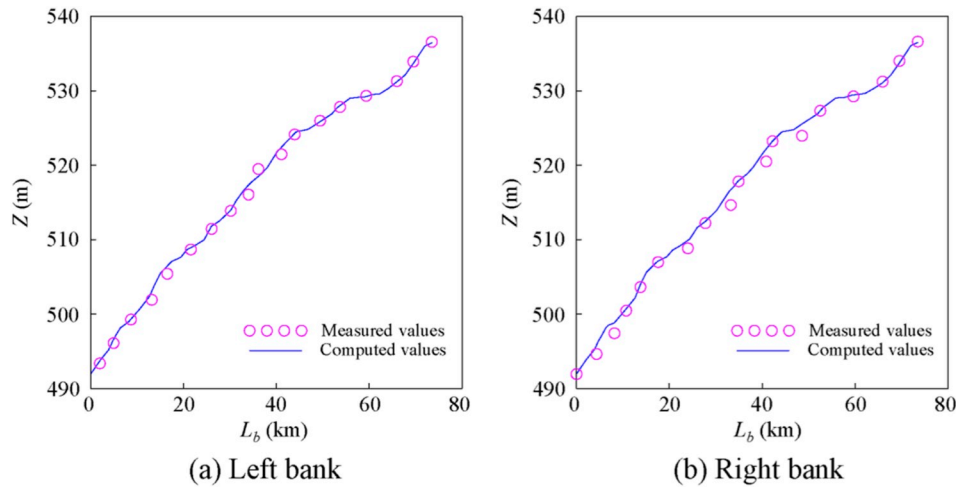 540
530
520
510
500
490
Z (m)
0 20 40 60 80
L_b (km)
Measured values
Computed values
(a) Left bank
540
530
520
510
500
490
Z (m)
0 20 40 60 80
L_b (km)
Measured values
Computed values
(b) Right bank